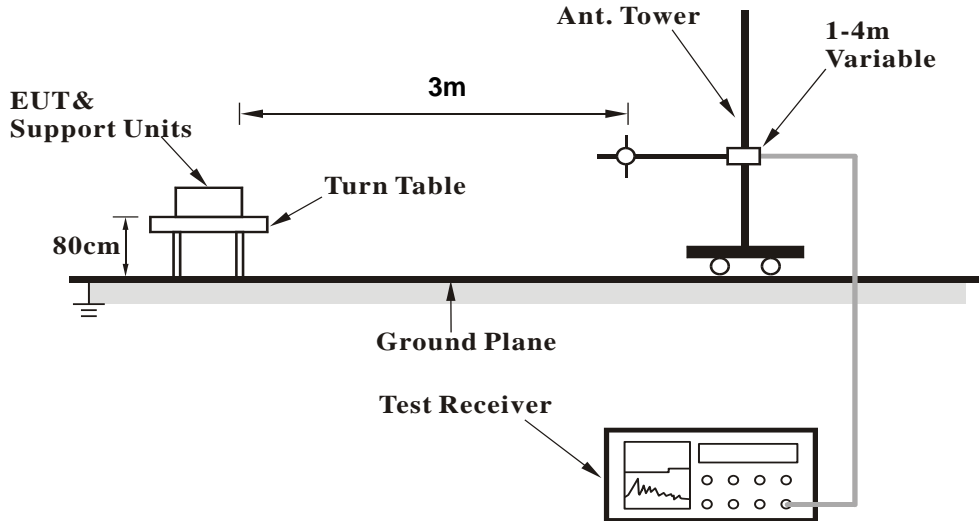 Ant. Tower
1-4m
Variable
3m
EUT&
Support Units
Turn Table
80cm
Ground Plane
Test Receiver